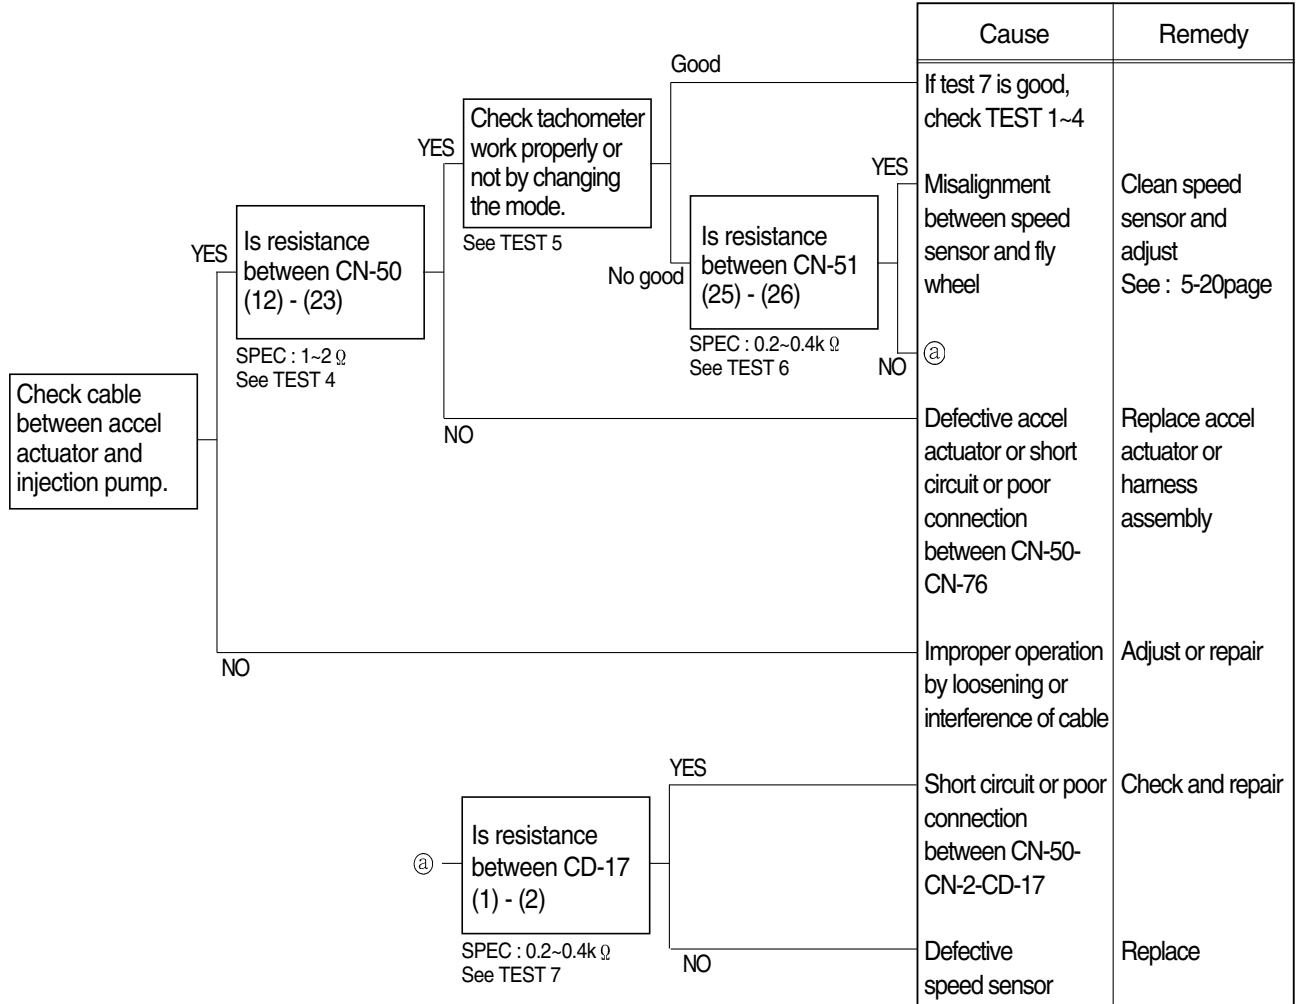 Cause
Remedy
Good
If test 7 is good,
check TEST 1~4
YES
Check tachometer
work properly or
not by changing
the mode.
See TEST 5
No good
YES
Is resistance
between CN-50
(12) - (23)
SPEC : 1~2 Ω
See TEST 4
Is resistance
between CN-51
(25) - (26)
SPEC : 0.2~0.4k Ω
See TEST 6
YES
Misalignment
between speed
sensor and fly
wheel
Clean speed
sensor and
adjust
See : 5-20page
NO
ⓐ
Check cable
between accel
actuator and
injection pump.
NO
Defective accel
actuator or short
circuit or poor
connection
between CN-50-
CN-76
Replace accel
actuator or
harness
assembly
NO
Improper operation
by loosening or
interference of cable
Adjust or repair
ⓐ
Is resistance
between CD-17
(1) - (2)
SPEC : 0.2~0.4k Ω
See TEST 7
YES
Short circuit or poor
connection
between CN-50-
CN-2-CD-17
Check and repair
NO
Defective
speed sensor
Replace